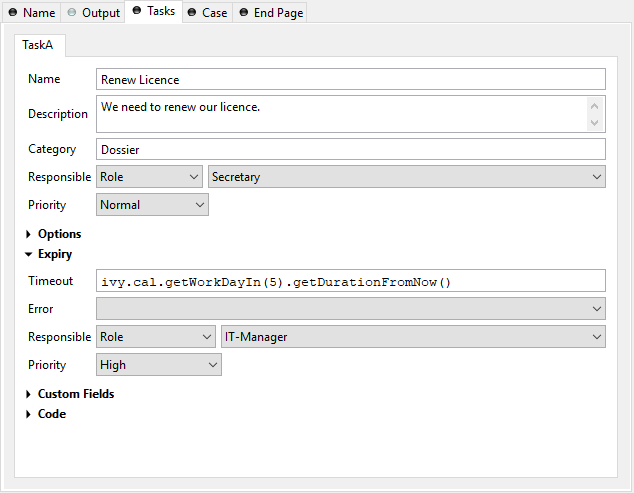 Name Output Tasks Case End Page
TaskA
Name Renew Licence
Description We need to renew our licence.
Category Dossier
Responsible Role Secretary
Priority Normal
Options
Expiry
Timeout ivy.cal.getWorkDayIn(5).getDurationFromNow()
Error
Responsible Role IT-Manager
Priority High
Custom Fields
Code